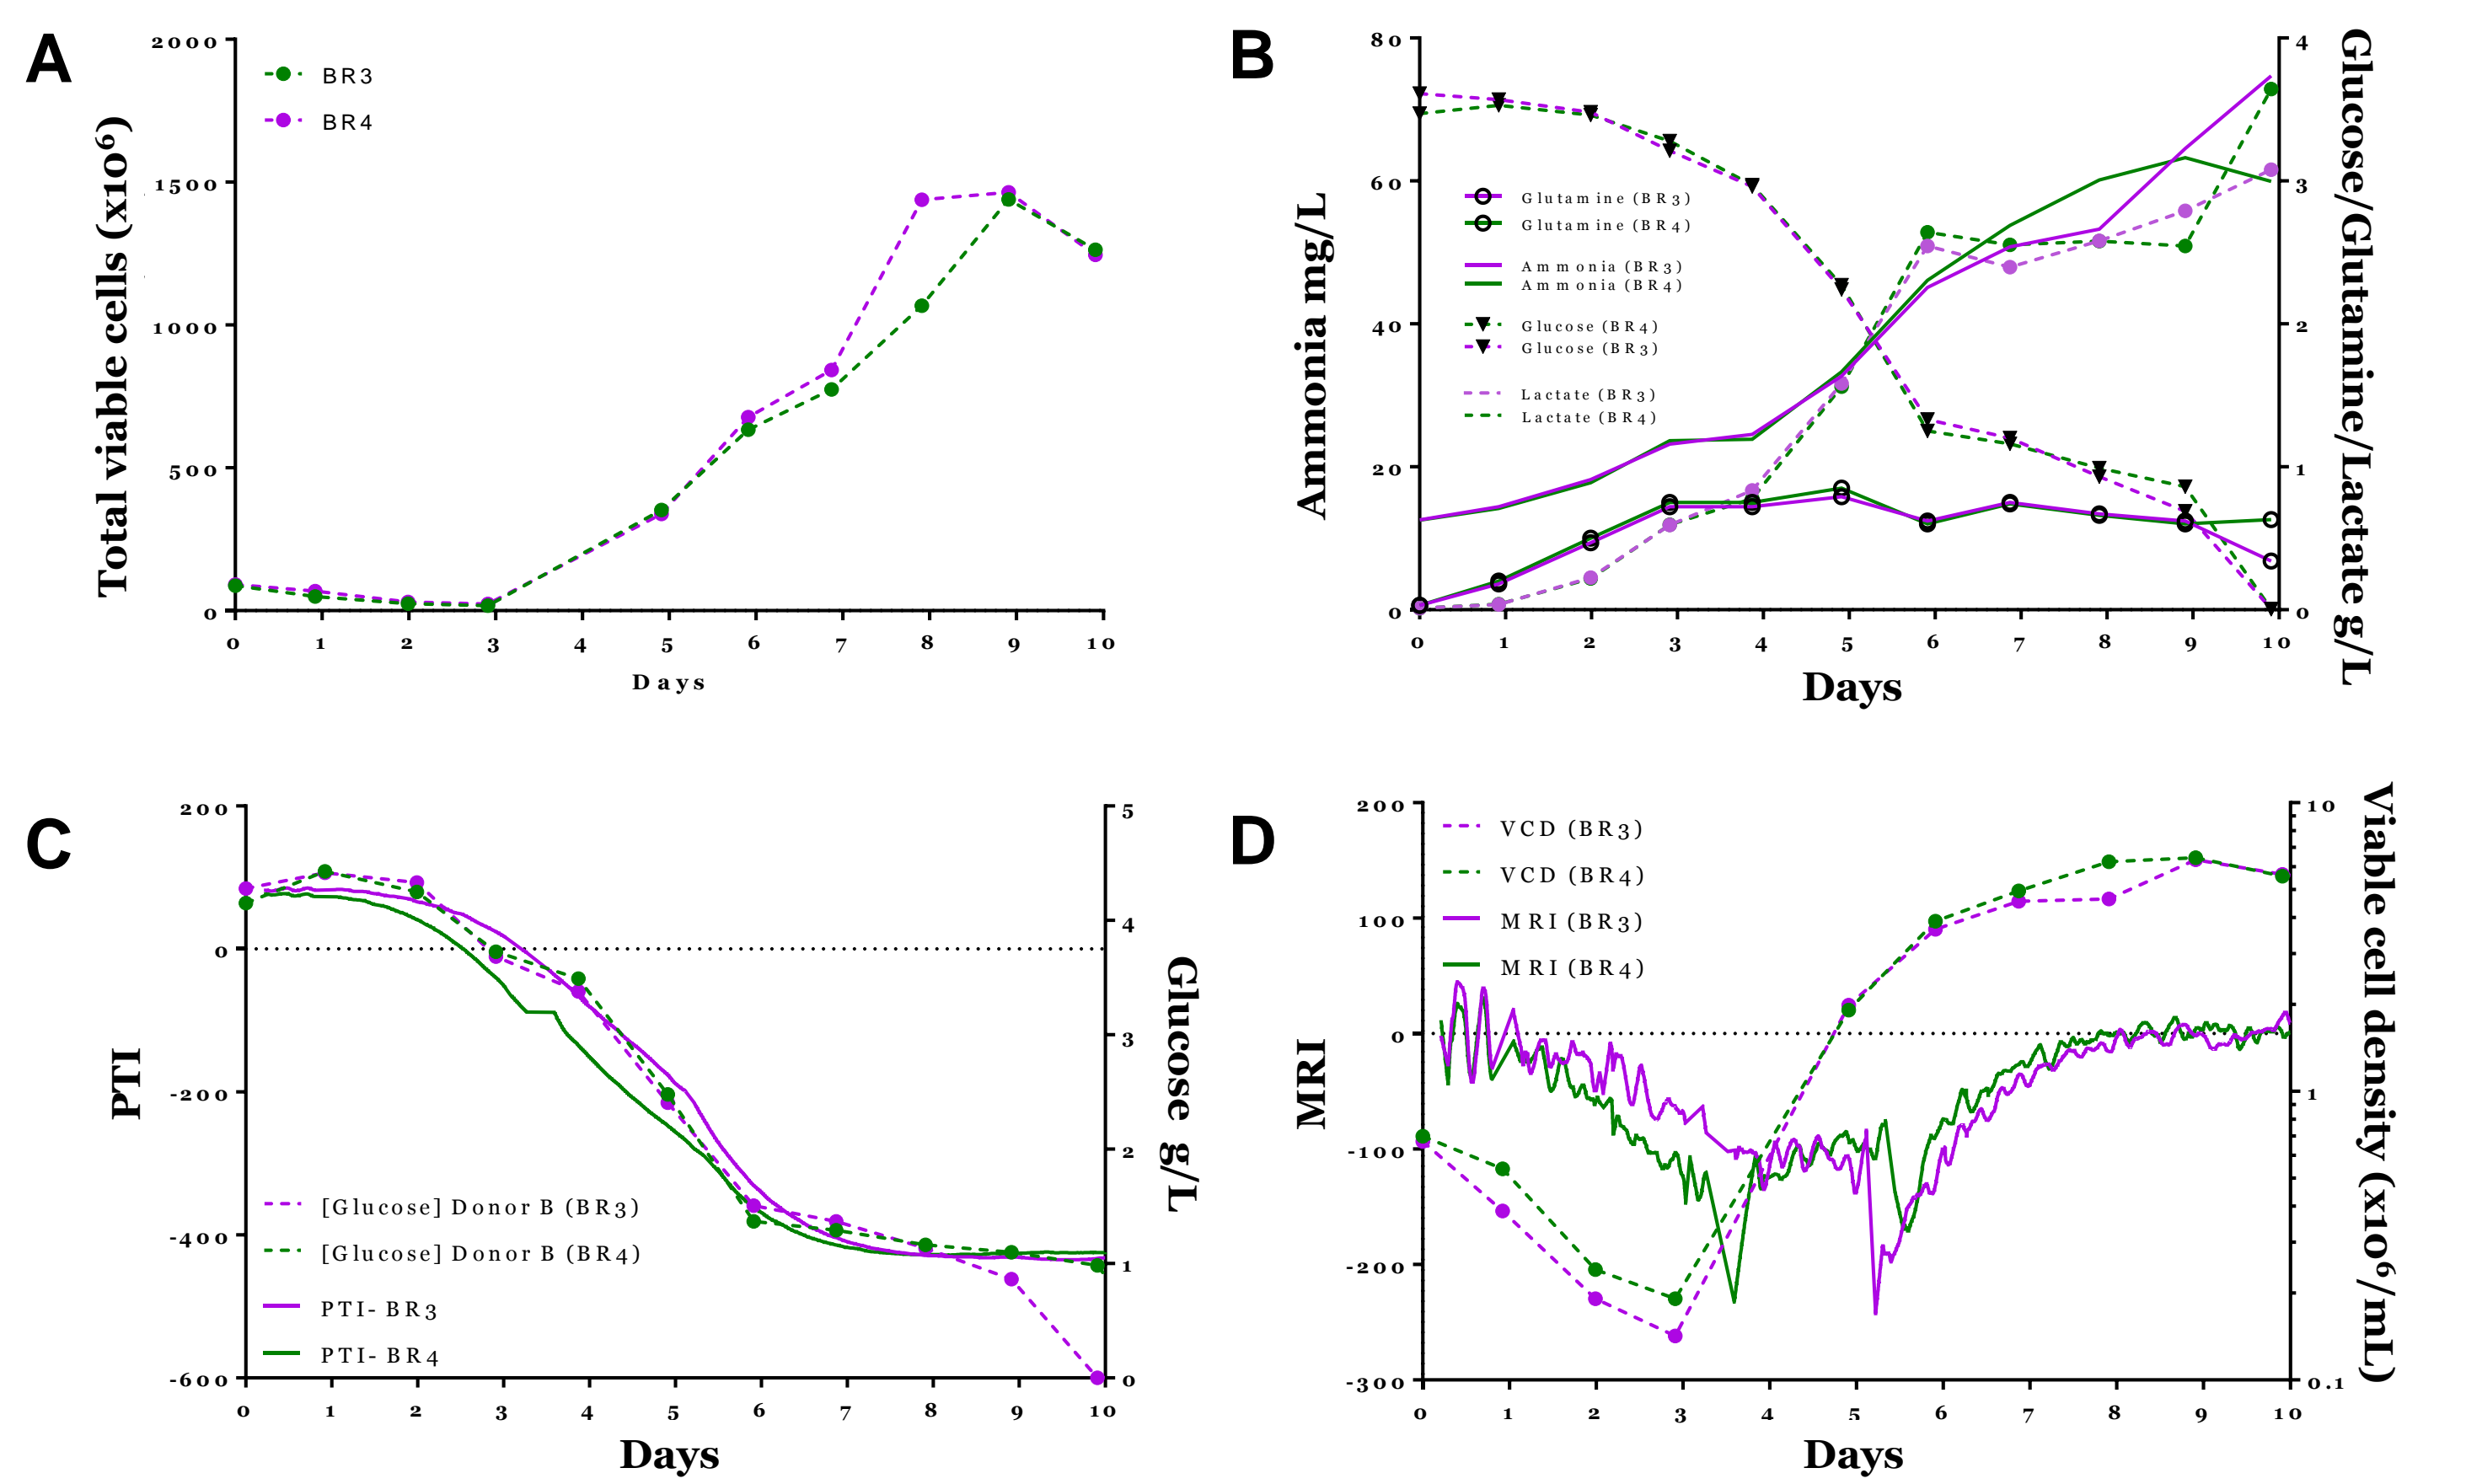 A
Total viable cells (x10⁶)
2000
1500
1000
500
0
BR3
BR4
0 1 2 3 4 5 6 7 8 9 10
Days
B
Ammonia mg/L
80
60
40
20
0
Glutamine (BR3)
Glutamine (BR4)
Ammonia (BR3)
Ammonia (BR4)
Glucose (BR4)
Glucose (BR3)
Lactate (BR3)
Lactate (BR4)
4
3
2
1
0
Glucose/Glutamine/Lactate g/L
0 1 2 3 4 5 6 7 8 9 10
Days
C
PTI
200
0
-200
-400
-600
[Glucose] Donor B (BR3)
[Glucose] Donor B (BR4)
PTI- BR3
PTI- BR4
5
4
3
2
1
0
Glucose g/L
0 1 2 3 4 5 6 7 8 9 10
Days
D
MRI
200
100
0
-100
-200
-300
VCD (BR3)
VCD (BR4)
MRI (BR3)
MRI (BR4)
10
1
0.1
Viable cell density (x10⁶/mL)
0 1 2 3 4 5 6 7 8 9 10
Days